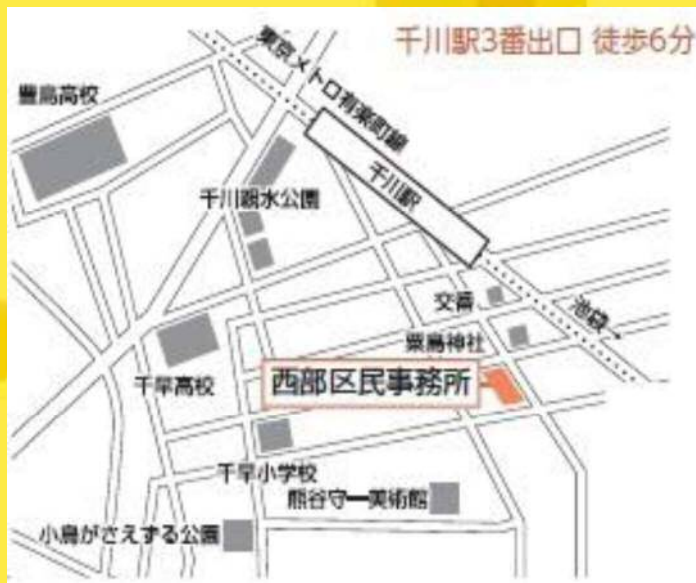 千川駅3番出口 徒歩6分
東京メトロ有楽町線
豊島高校
千川駅
千川親水公園
交番
池袋→
粟島神社
千早高校
西部区民事務所
千早小学校
熊谷守一美術館
小鳥がさえずる公園